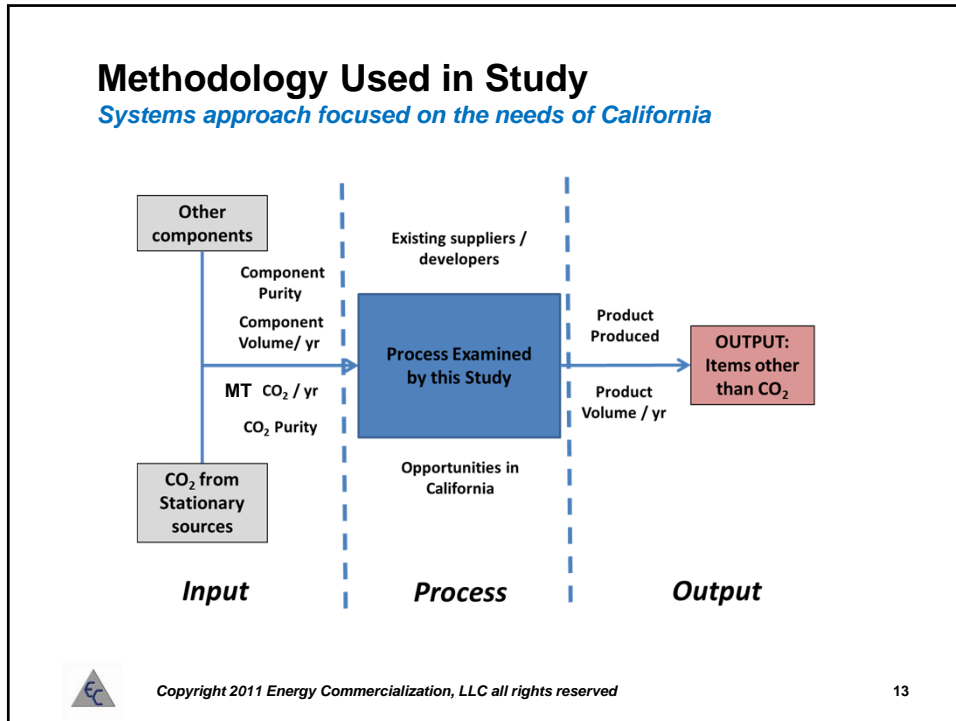 Methodology Used in Study
Systems approach focused on the needs of California
Other
components
Component
Purity
Component
Volume/ yr
MT CO₂ / yr
CO₂ Purity
CO₂ from
Stationary
sources
Existing suppliers /
developers
Process Examined
by this Study
Opportunities in
California
Product
Produced
Product
Volume / yr
OUTPUT:
Items other
than CO₂
Input
Process
Output
EC
Copyright 2011 Energy Commercialization, LLC all rights reserved
13